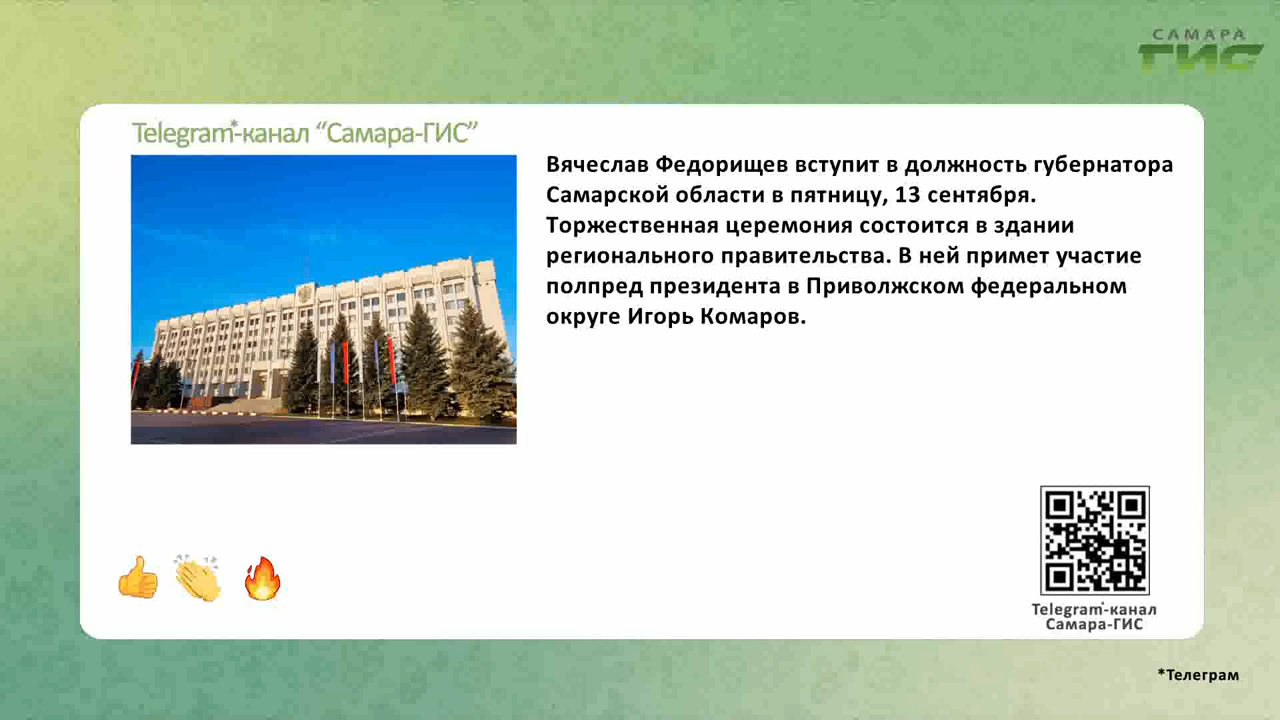 САМАРА
ГИС
Telegram*-канал “Самара-ГИС”
Вячеслав Федорищев вступит в должность губернатора
Самарской области в пятницу, 13 сентября.
Торжественная церемония состоится в здании
регионального правительства. В ней примет участие
полпред президента в Приволжском федеральном
округе Игорь Комаров.
Telegram*-канал
Самара-ГИС
*Телеграм